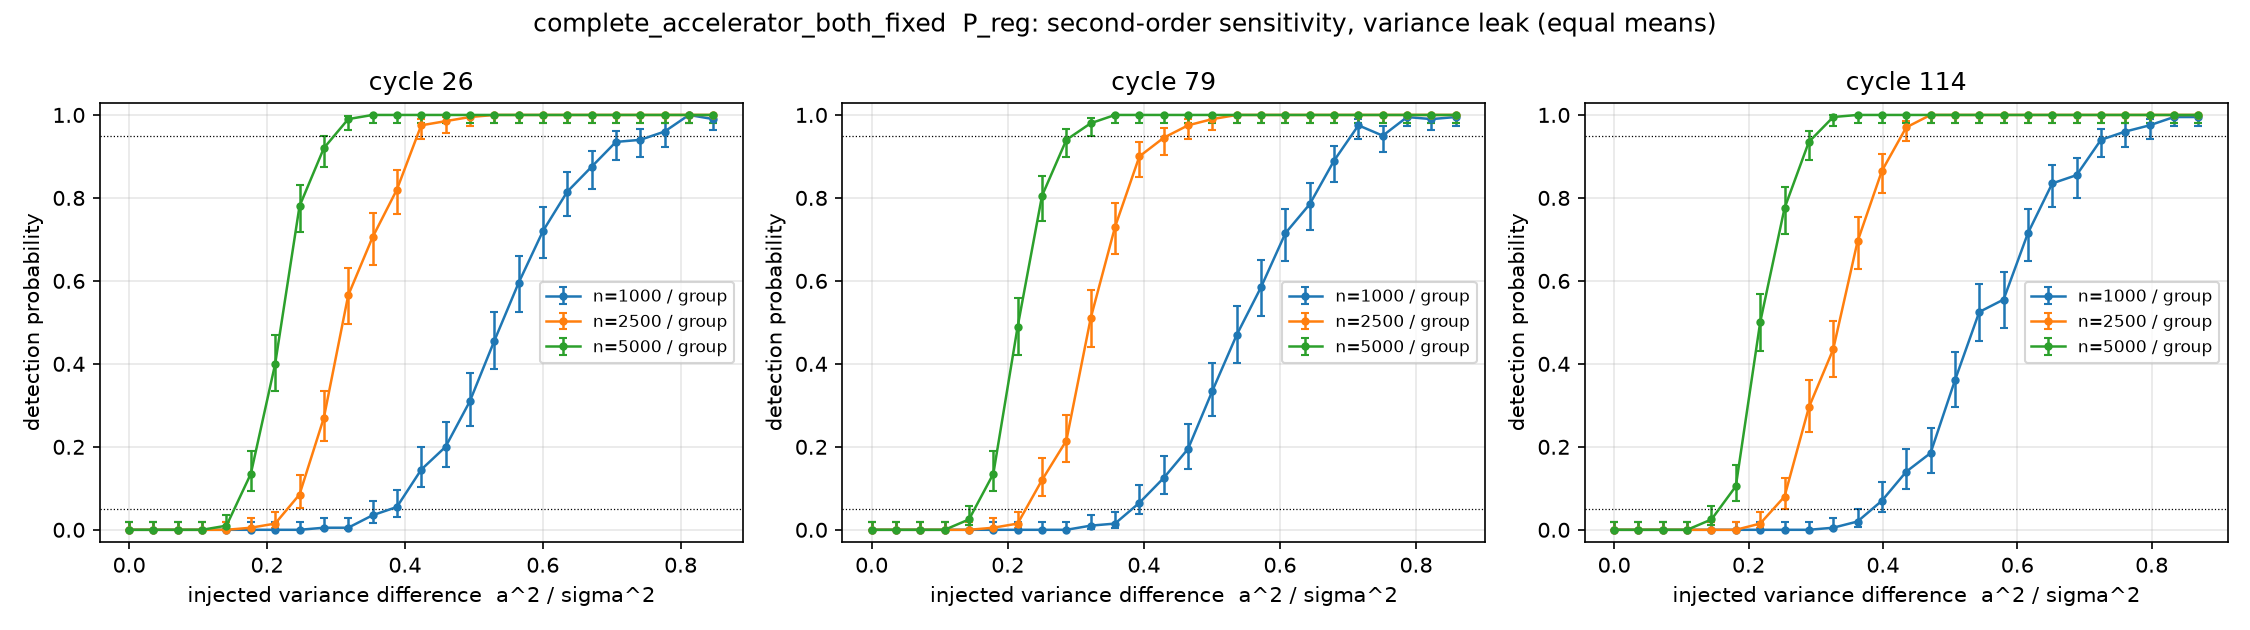 complete_accelerator_both_fixed  P_reg: second-order sensitivity, variance leak (equal means)
cycle 26
detection probability
1.0
0.8
0.6
0.4
0.2
0.0
n=1000 / group
n=2500 / group
n=5000 / group
0.0 0.2 0.4 0.6 0.8
injected variance difference  a^2 / sigma^2
cycle 79
detection probability
1.0
0.8
0.6
0.4
0.2
0.0
n=1000 / group
n=2500 / group
n=5000 / group
0.0 0.2 0.4 0.6 0.8
injected variance difference  a^2 / sigma^2
cycle 114
detection probability
1.0
0.8
0.6
0.4
0.2
0.0
n=1000 / group
n=2500 / group
n=5000 / group
0.0 0.2 0.4 0.6 0.8
injected variance difference  a^2 / sigma^2